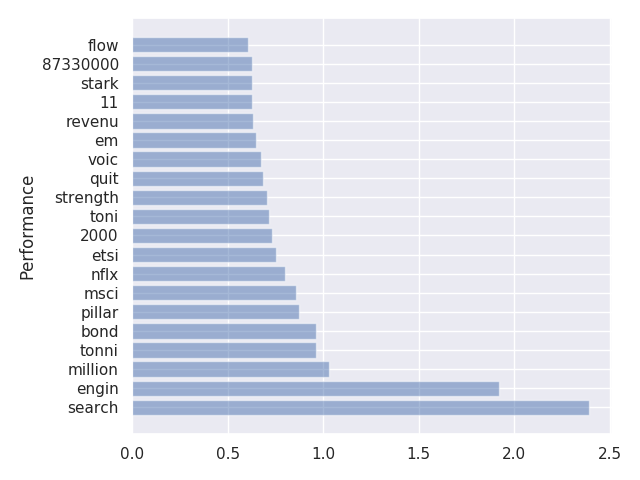 flow
87330000
stark
11
revenu
em
voic
quit
strength
toni
2000
etsi
nflx
msci
pillar
bond
tonni
million
engin
search
Performance
0.0 0.5 1.0 1.5 2.0 2.5